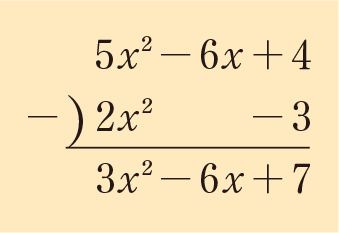 5x² − 6x + 4
− ) 2x² − 3
3x² − 6x + 7